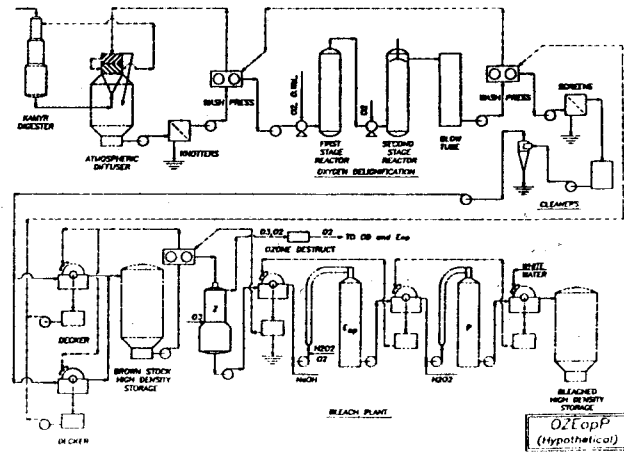 KAMYR
DIGESTER
ATMOSPHERIC
DIFFUSER
KNOTTERS
WASH PRESS
O2,
FIRST
STAGE
REACTOR
O2
SECOND
STAGE
REACTOR
OXYGEN DELIGNIFICATION
BLOW
TUBE
WASH PRESS
SCREENS
CLEANERS
DECKER
DECKER
BROWN STOCK
HIGH DENSITY
STORAGE
O3
Z
O3,O2
O2
TO OD and Eop
OZONE DESTRUCT
NaOH
H2O2
O2
Eop
H2O2
P
WHITE
WATER
BLEACHED
HIGH DENSITY
STORAGE
BLEACH PLANT
OZEopP
(Hypothetical)